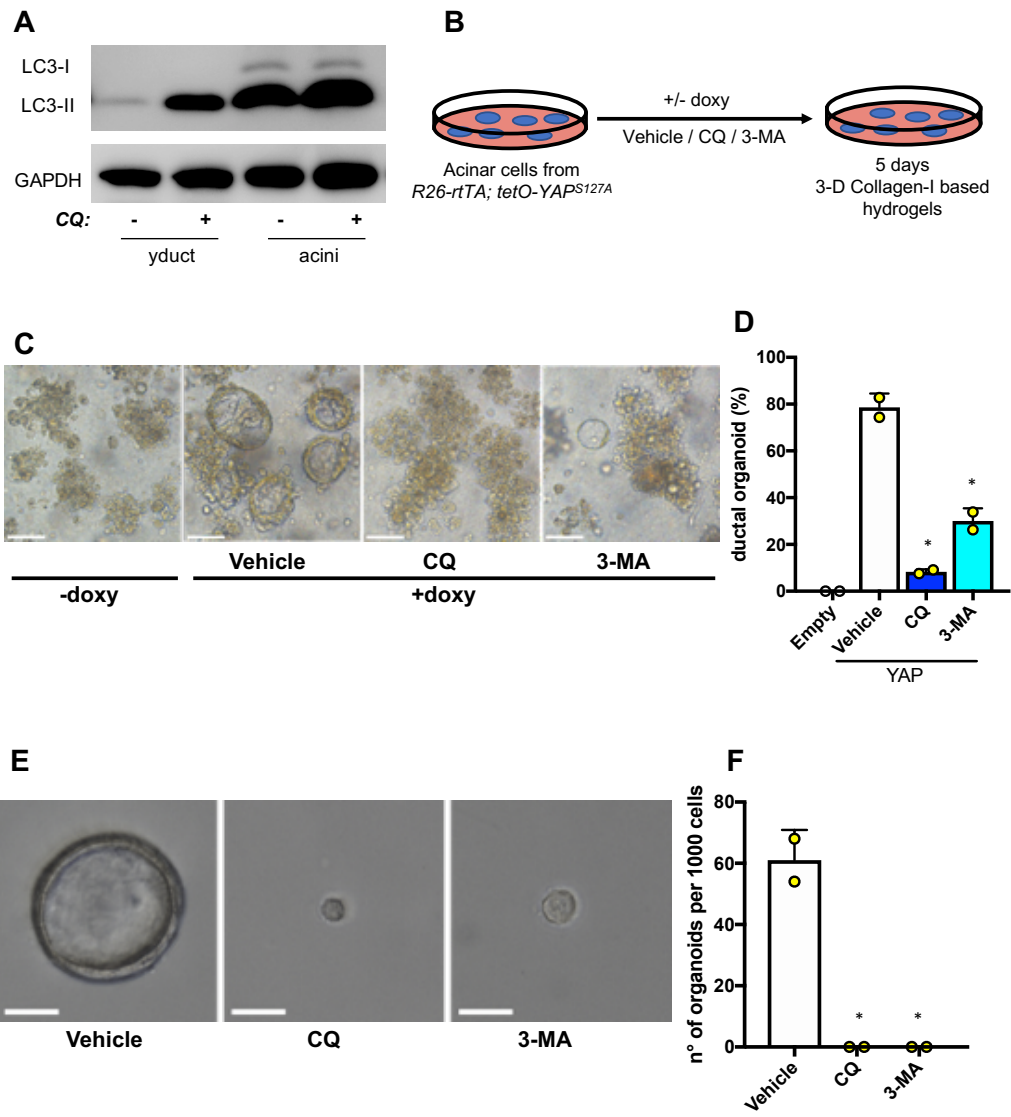 A
LC3-I
LC3-II
GAPDH
CQ: - + - +
yduct acini
B
+/- doxy
Vehicle / CQ / 3-MA
Acinar cells from
R26-rtTA; tetO-YAP^S127A
5 days
3-D Collagen-I based
hydrogels
C
Vehicle CQ 3-MA
-doxy +doxy
D
ductal organoid (%)
100
80
60
40
20
0
* *
Empty Vehicle CQ 3-MA
YAP
E
Vehicle CQ 3-MA
F
n° of organoids per 1000 cells
80
60
40
20
0
* *
Vehicle CQ 3-MA